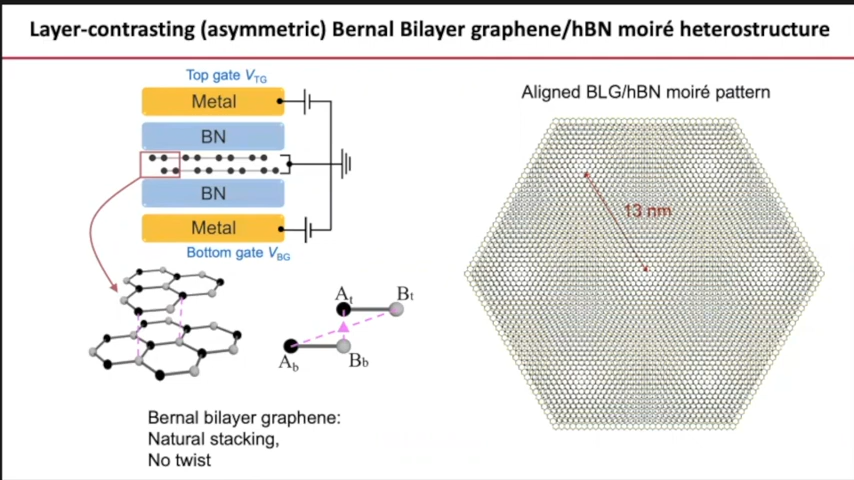 Layer-contrasting (asymmetric) Bernal Bilayer graphene/hBN moiré heterostructure
Top gate VTG
Metal
BN
BN
Metal
Bottom gate VBG
Aligned BLG/hBN moiré pattern
13 nm
At
Bt
Ab
Bb
Bernal bilayer graphene:
Natural stacking,
No twist